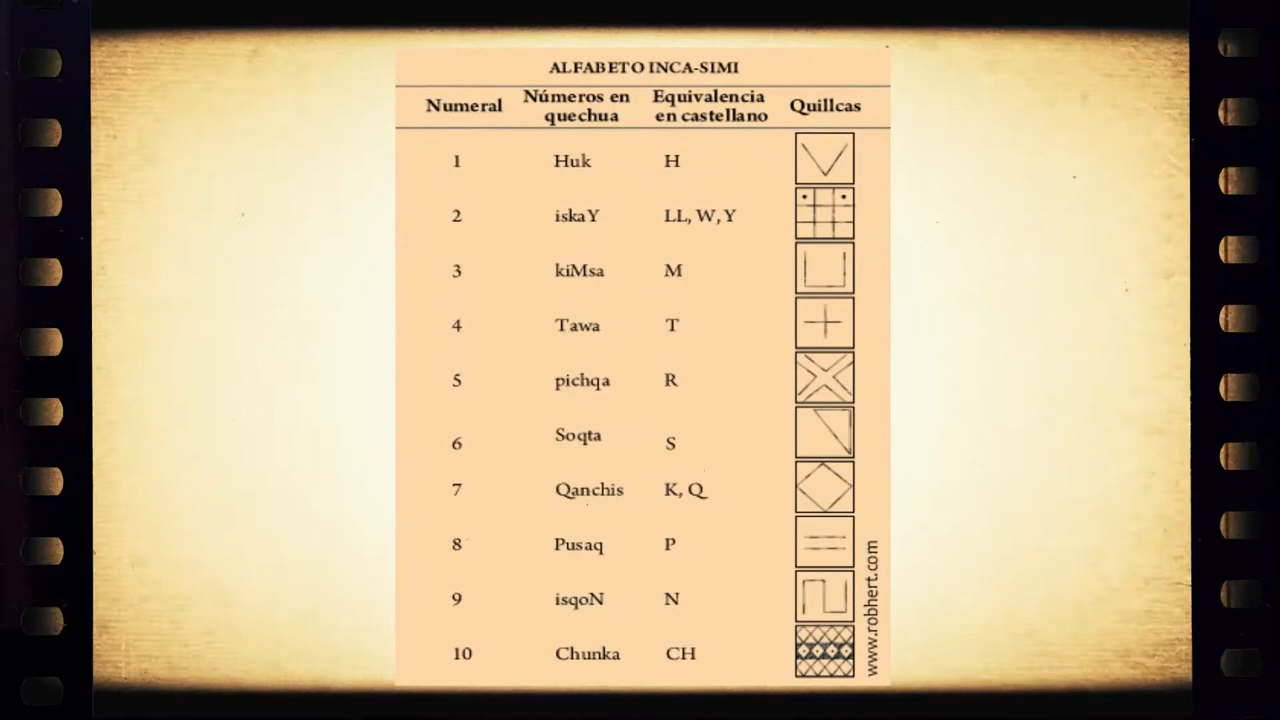 ALFABETO INCA-SIMI
Numeral Números en quechua Equivalencia en castellano Quillcas
1 Huk H
2 iskaY LL, W, Y
3 kiMsa M
4 Tawa T
5 pichqa R
6 Soqta S
7 Qanchis K, Q
8 Pusaq P
9 isqoN N
10 Chunka CH
www.robhert.com